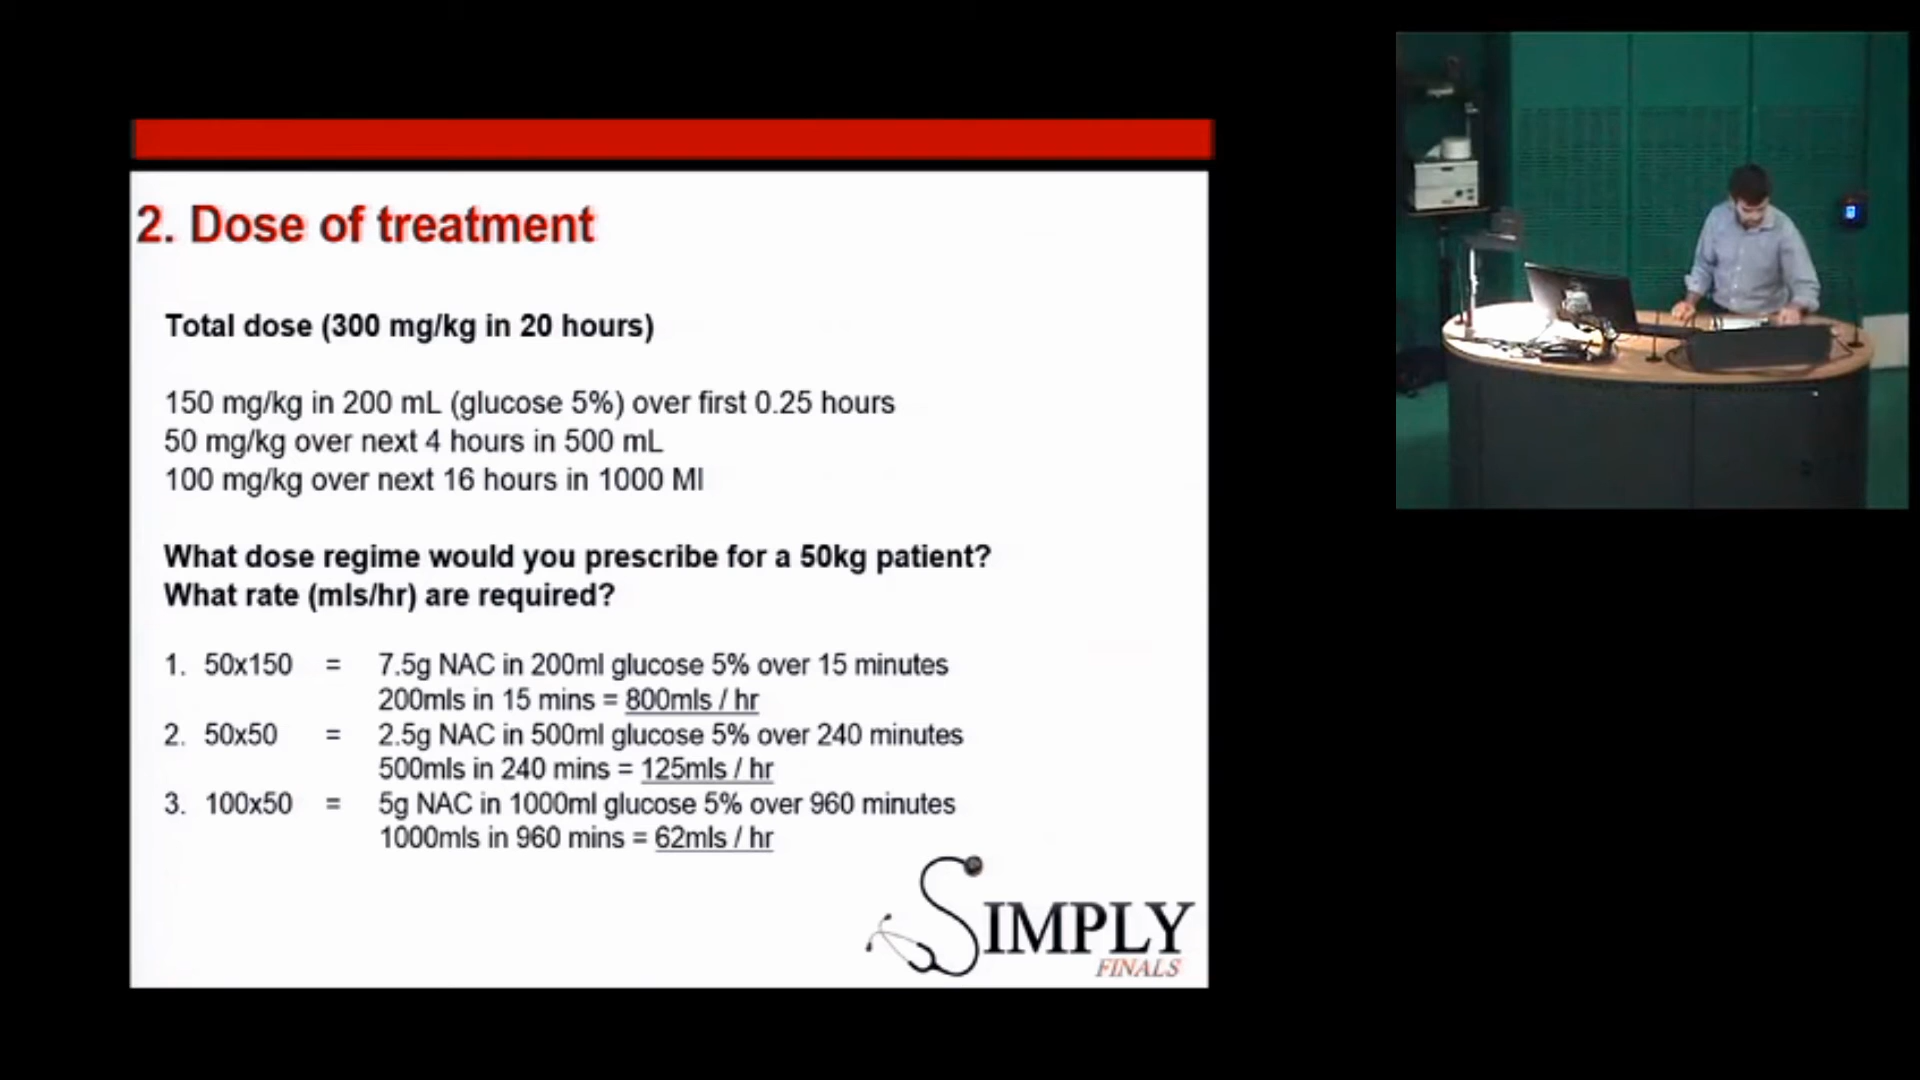 2. Dose of treatment
Total dose (300 mg/kg in 20 hours)
150 mg/kg in 200 mL (glucose 5%) over first 0.25 hours
50 mg/kg over next 4 hours in 500 mL
100 mg/kg over next 16 hours in 1000 Ml
What dose regime would you prescribe for a 50kg patient?
What rate (mls/hr) are required?
1. 50x150 = 7.5g NAC in 200ml glucose 5% over 15 minutes
200mls in 15 mins = 800mls / hr
2. 50x50 = 2.5g NAC in 500ml glucose 5% over 240 minutes
500mls in 240 mins = 125mls / hr
3. 100x50 = 5g NAC in 1000ml glucose 5% over 960 minutes
1000mls in 960 mins = 62mls / hr
SIMPLY
FINALS